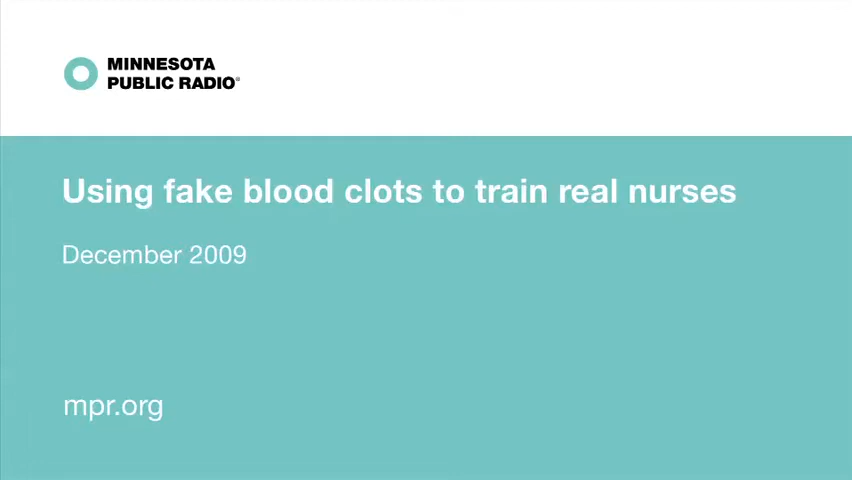 MINNESOTA
PUBLIC RADIO®
Using fake blood clots to train real nurses
December 2009
mpr.org